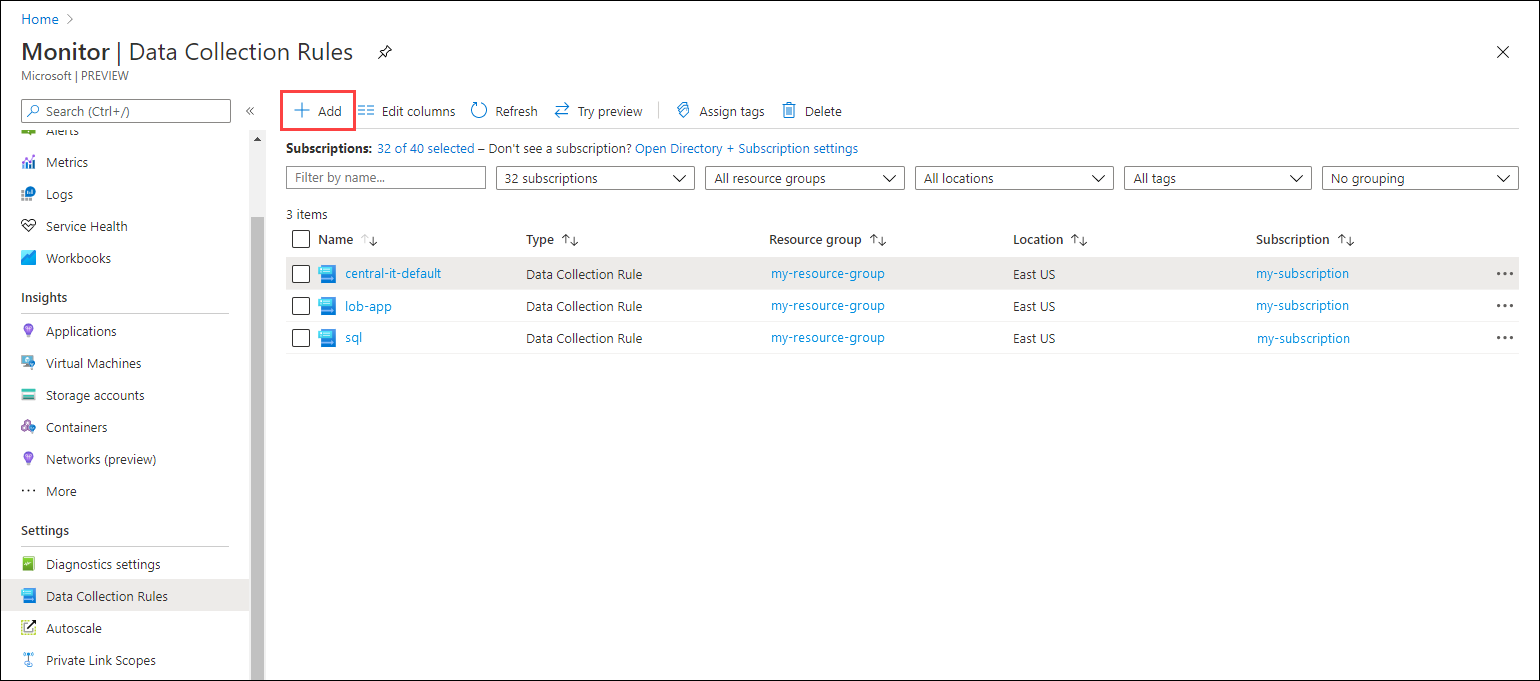 Home
Monitor | Data Collection Rules
Microsoft | PREVIEW
Search (Ctrl+/)
Alerts
Metrics
Logs
Service Health
Workbooks
Insights
Applications
Virtual Machines
Storage accounts
Containers
Networks (preview)
More
Settings
Diagnostics settings
Data Collection Rules
Autoscale
Private Link Scopes
Add Edit columns Refresh Try preview Assign tags Delete
Subscriptions: 32 of 40 selected – Don't see a subscription? Open Directory + Subscription settings
Filter by name... 32 subscriptions All resource groups All locations All tags No grouping
3 items
Name Type Resource group Location Subscription
central-it-default Data Collection Rule my-resource-group East US my-subscription
lob-app Data Collection Rule my-resource-group East US my-subscription
sql Data Collection Rule my-resource-group East US my-subscription